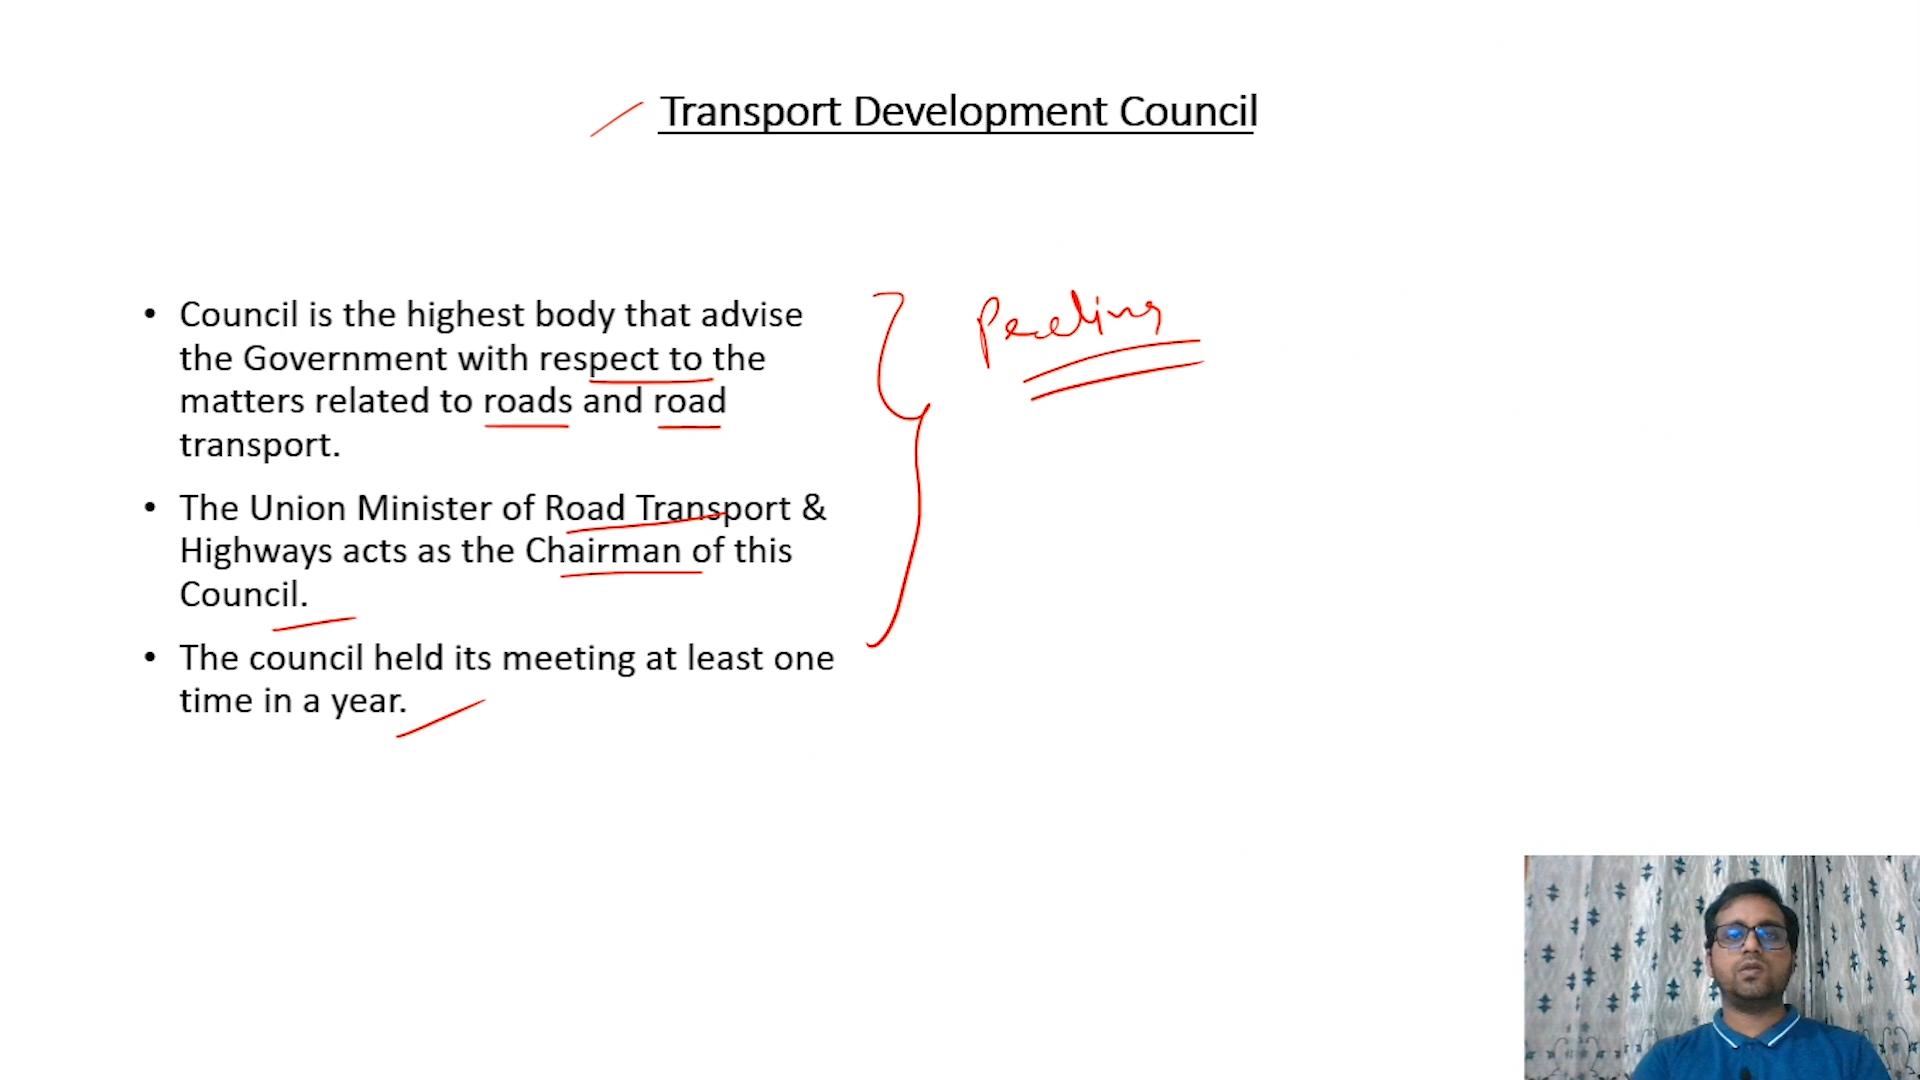 Transport Development Council
• Council is the highest body that advise
the Government with respect to the
matters related to roads and road
transport.
• The Union Minister of Road Transport &
Highways acts as the Chairman of this
Council.
• The council held its meeting at least one
time in a year.